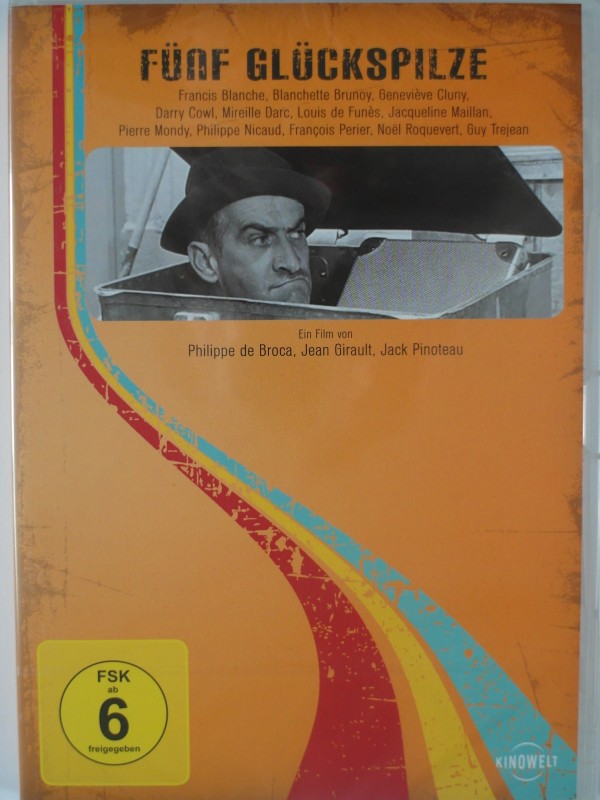 FÜNF GLÜCKSPILZE
Francis Blanche, Blanchette Brunoy, Geneviève Cluny,
Darry Cowl, Mireille Darc, Louis de Funès, Jacqueline Maillan,
Pierre Mondy, Philippe Nicaud, François Perier, Noël Roquevert, Guy Trejean
Ein Film von
Philippe de Broca, Jean Girault, Jack Pinoteau
FSK
ab
6
freigegeben
KINOWELT